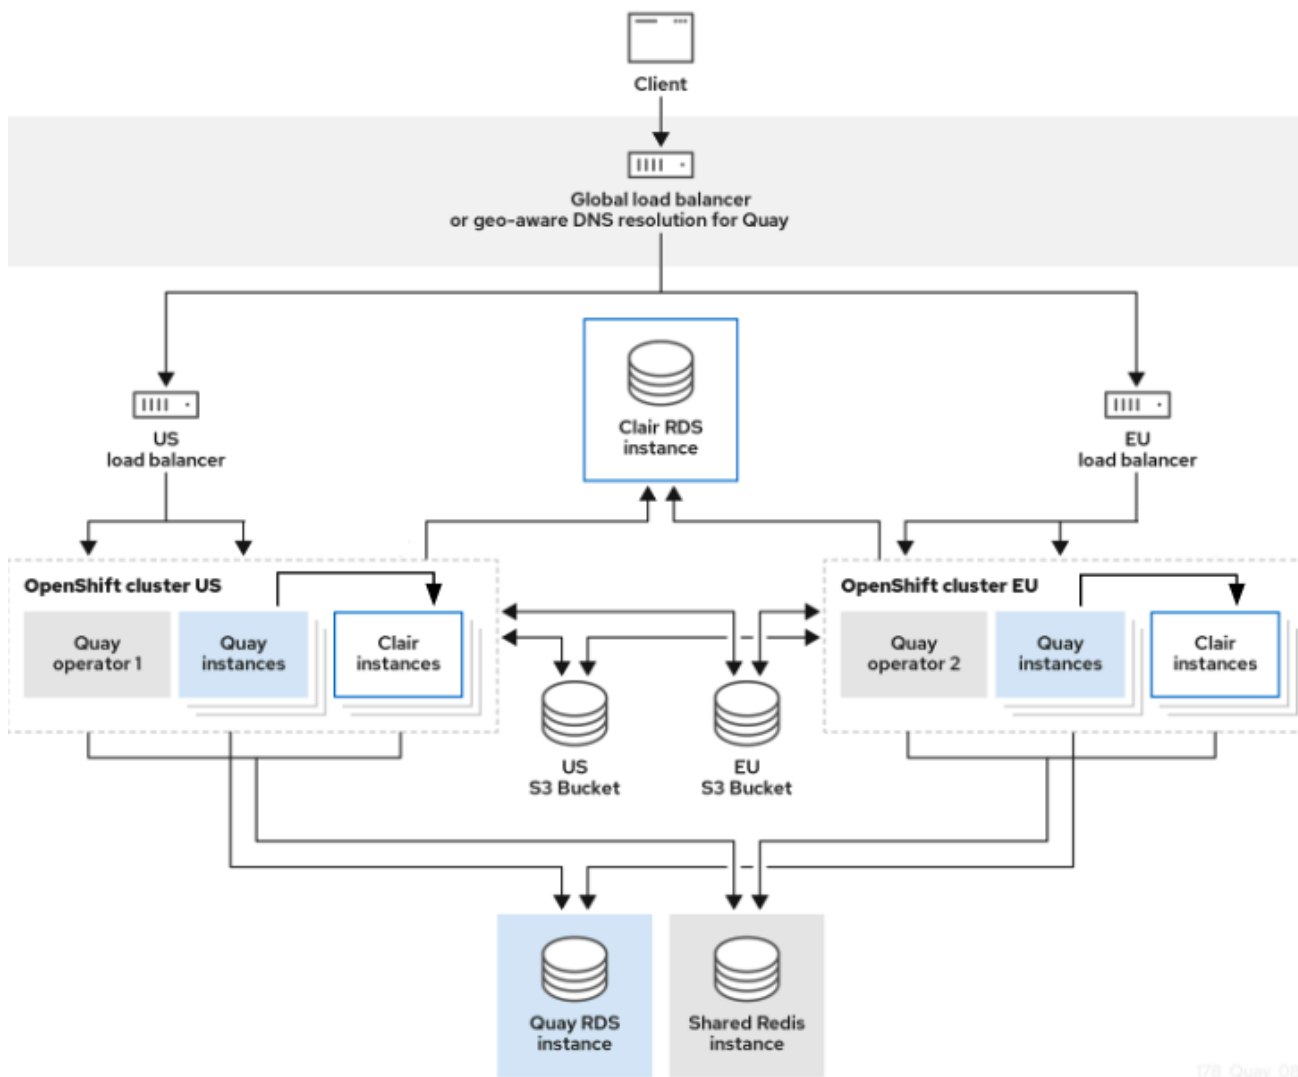 Client
Global load balancer
or geo-aware DNS resolution for Quay
US
load balancer
Clair RDS
instance
EU
load balancer
OpenShift cluster US
Quay
operator 1
Quay
instances
Clair
instances
OpenShift cluster EU
Quay
operator 2
Quay
instances
Clair
instances
US
S3 Bucket
EU
S3 Bucket
Quay RDS
instance
Shared Redis
instance
178_Quay_08